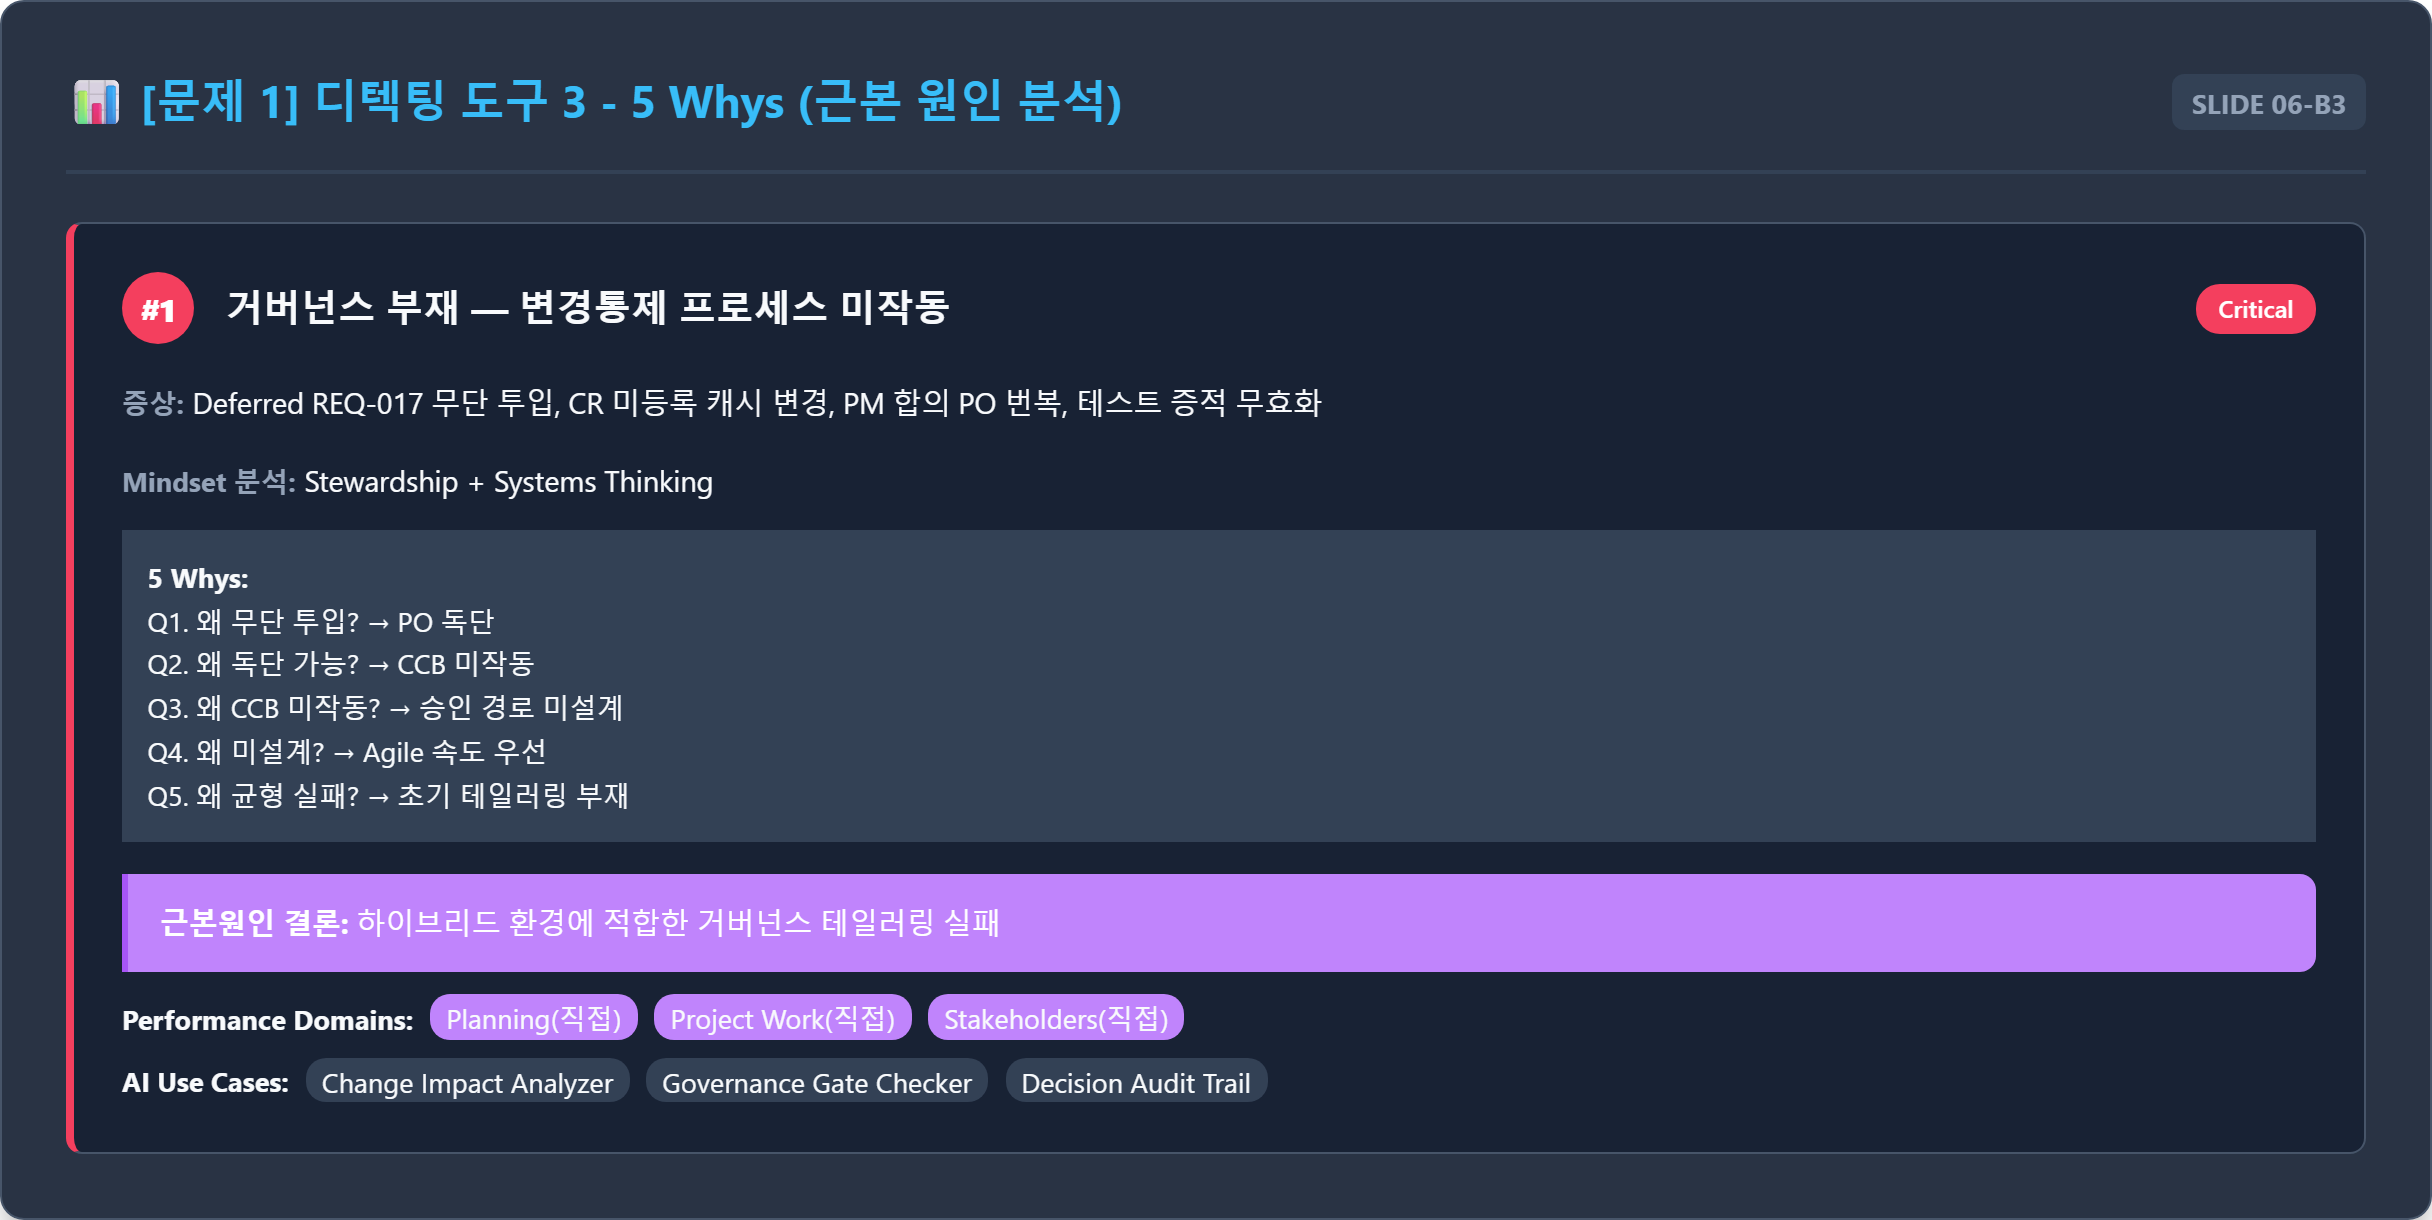 [문제 1] 디텍팅 도구 3 - 5 Whys (근본 원인 분석)
SLIDE 06-B3
#1
거버넌스 부재 — 변경통제 프로세스 미작동
Critical
증상: Deferred REQ-017 무단 투입, CR 미등록 캐시 변경, PM 합의 PO 번복, 테스트 증적 무효화
Mindset 분석: Stewardship + Systems Thinking
5 Whys:
Q1. 왜 무단 투입? → PO 독단
Q2. 왜 독단 가능? → CCB 미작동
Q3. 왜 CCB 미작동? → 승인 경로 미설계
Q4. 왜 미설계? → Agile 속도 우선
Q5. 왜 균형 실패? → 초기 테일러링 부재
근본원인 결론: 하이브리드 환경에 적합한 거버넌스 테일러링 실패
Performance Domains: Planning(직접) Project Work(직접) Stakeholders(직접)
AI Use Cases: Change Impact Analyzer Governance Gate Checker Decision Audit Trail